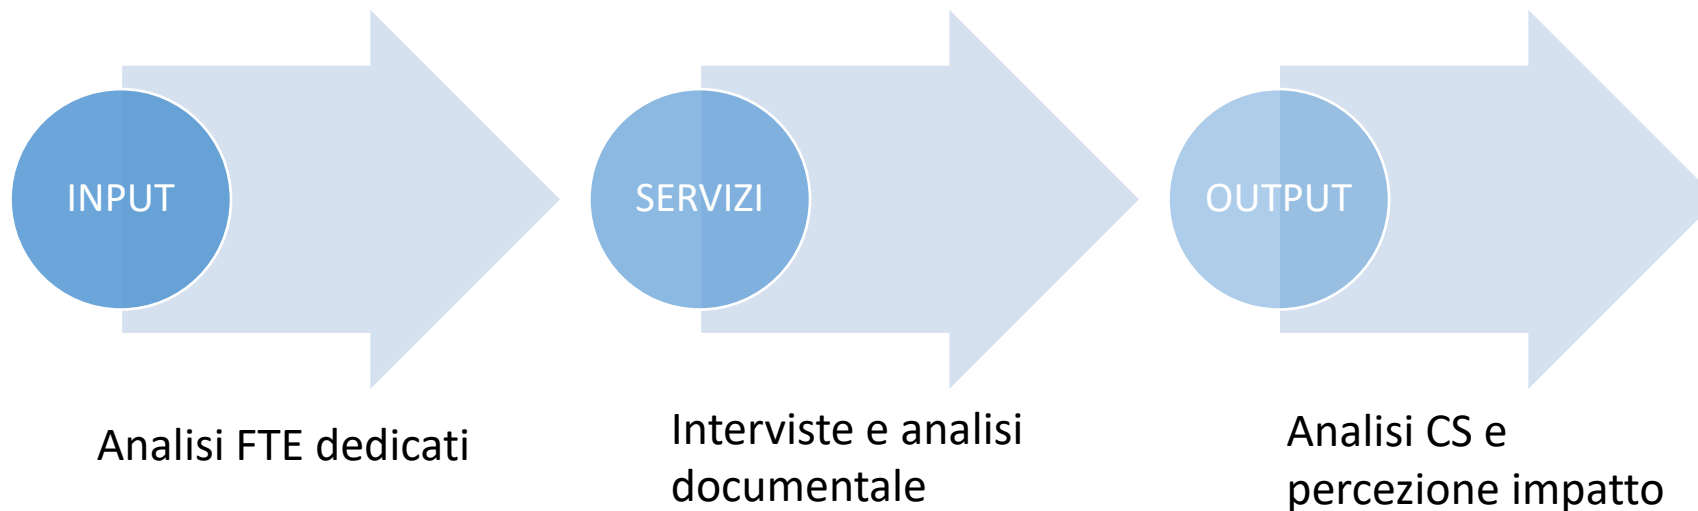 INPUT
SERVIZI
OUTPUT
Analisi FTE dedicati
Interviste e analisi
documentale
Analisi CS e
percezione impatto